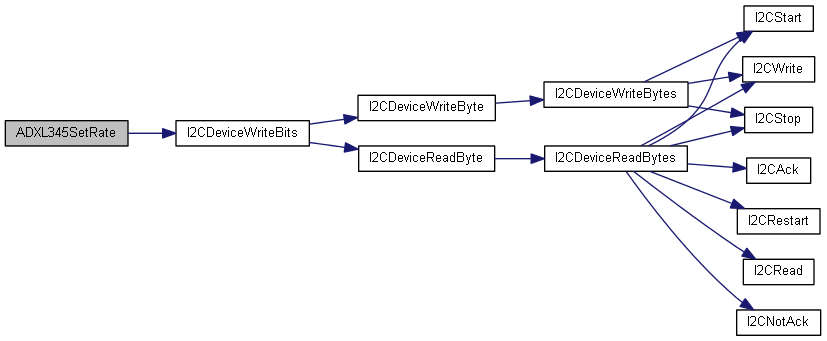 ADXL345SetRate
I2CDeviceWriteBits
I2CDeviceWriteByte
I2CDeviceReadByte
I2CDeviceWriteBytes
I2CDeviceReadBytes
I2CStart
I2CWrite
I2CStop
I2CAck
I2CRestart
I2CRead
I2CNotAck